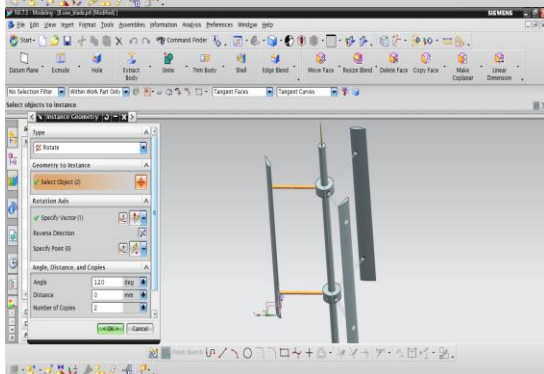 NX 7.5 - Modeling - [Exxe_blade.prt (Modified)]
SIEMENS
File Edit View Insert Format Tools Assemblies Information Analysis Preferences Window Help
Start Command Finder
Datum Plane Extrude Hole Extract Body Unite Trim Body Shell Edge Blend Move Face Resize Blend Delete Face Copy Face Make Coplanar Linear Dimension
No Selection Filter Within Work Part Only Tangent Faces Tangent Curves
Select objects to instance
Instance Geometry
Type
Rotate
Geometry to Instance
Select Object (2)
Rotation Axis
Specify Vector (1)
Reverse Direction
Specify Point (0)
Angle, Distance, and Copies
Angle 120 deg
Distance 0 mm
Number of Copies 2
<OK> Cancel
Finish Sketch